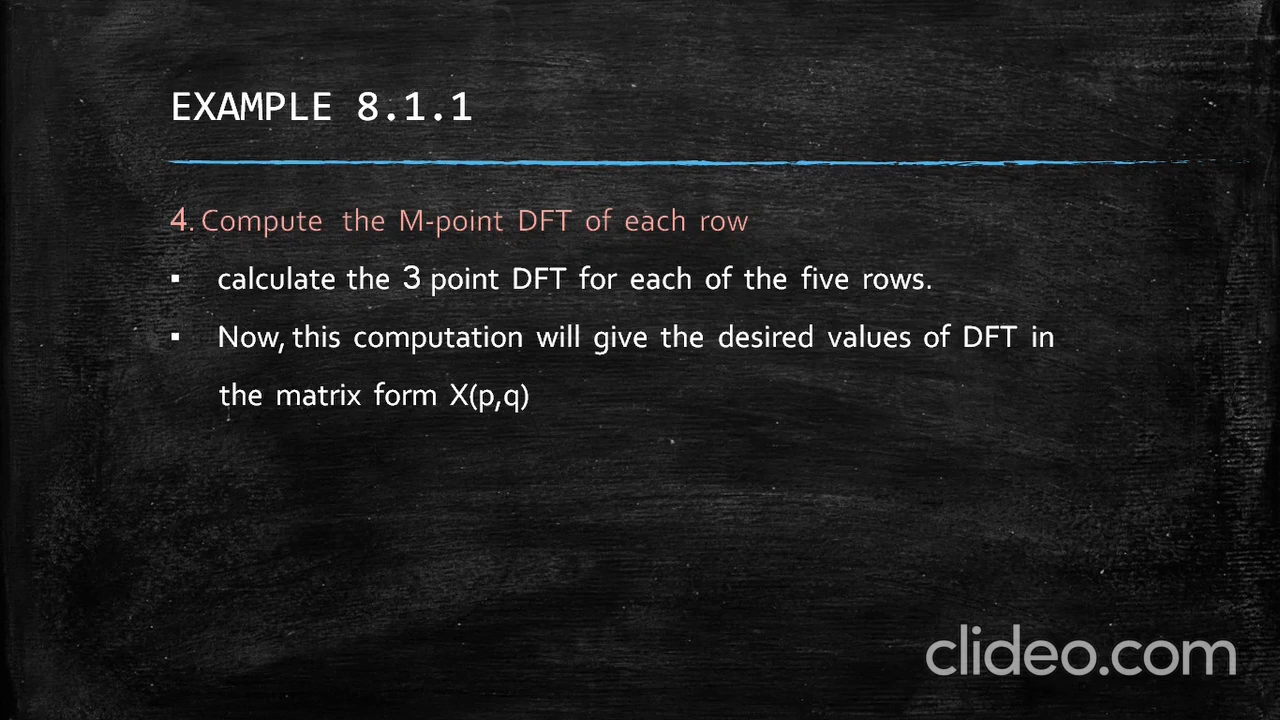 EXAMPLE 8.1.1
4. Compute the M-point DFT of each row
▪ calculate the 3 point DFT for each of the five rows.
▪ Now, this computation will give the desired values of DFT in
the matrix form X(p,q)
clideo.com